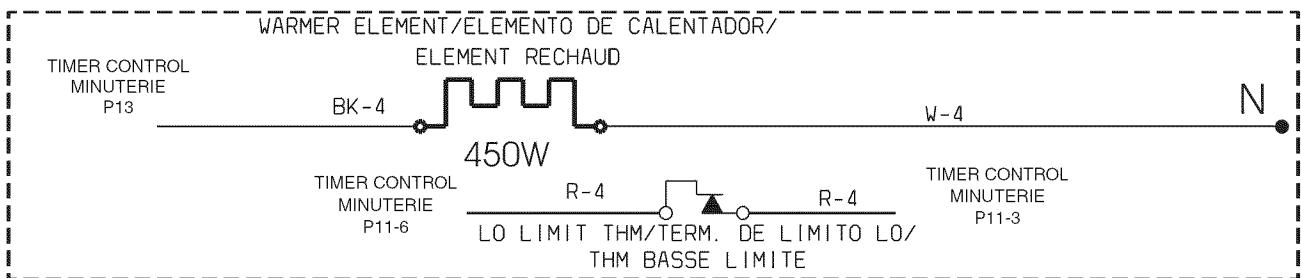 WARMER ELEMENT/ELEMENTO DE CALENTADOR/
ELEMENT RECHAUD
TIMER CONTROL
MINUTERIE
P13
BK-4
W-4
N
450W
TIMER CONTROL
MINUTERIE
P11-6
R-4
R-4
TIMER CONTROL
MINUTERIE
P11-3
LO LIMIT THM/TERM. DE LIMITO LO/
THM BASSE LIMITE